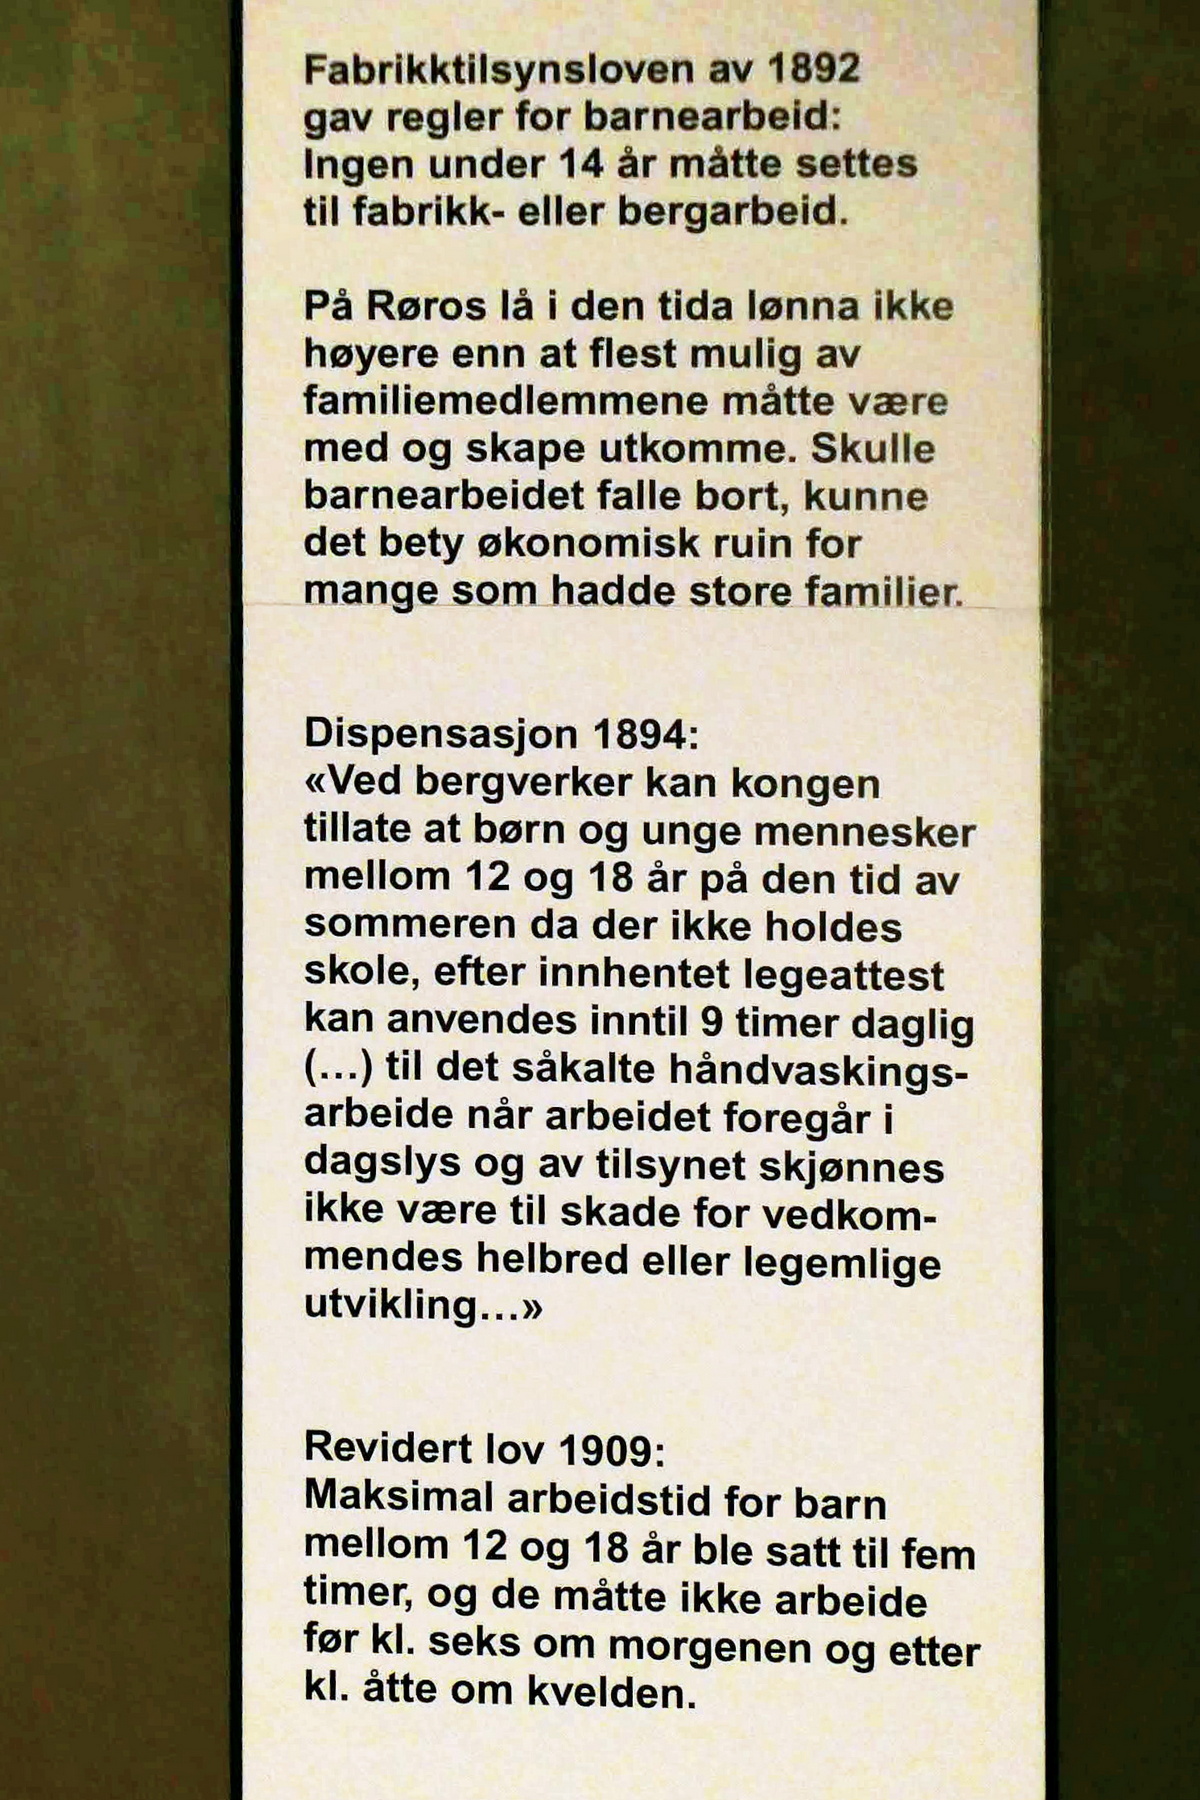 Fabrikktilsynsloven av 1892
gav regler for barnearbeid:
Ingen under 14 år måtte settes
til fabrikk- eller bergarbeid.
På Røros lå i den tida lønna ikke
høyere enn at flest mulig av
familiemedlemmene måtte være
med og skape utkomme. Skulle
barnearbeidet falle bort, kunne
det bety økonomisk ruin for
mange som hadde store familier.
Dispensasjon 1894:
«Ved bergverker kan kongen
tillate at børn og unge mennesker
mellom 12 og 18 år på den tid av
sommeren da der ikke holdes
skole, efter innhentet legeattest
kan anvendes inntil 9 timer daglig
(...) til det såkalte håndvaskings-
arbeide når arbeidet foregår i
dagslys og av tilsynet skjønnes
ikke være til skade for vedkom-
mendes helbred eller legemlige
utvikling...»
Revidert lov 1909:
Maksimal arbeidstid for barn
mellom 12 og 18 år ble satt til fem
timer, og de måtte ikke arbeide
før kl. seks om morgenen og etter
kl. åtte om kvelden.